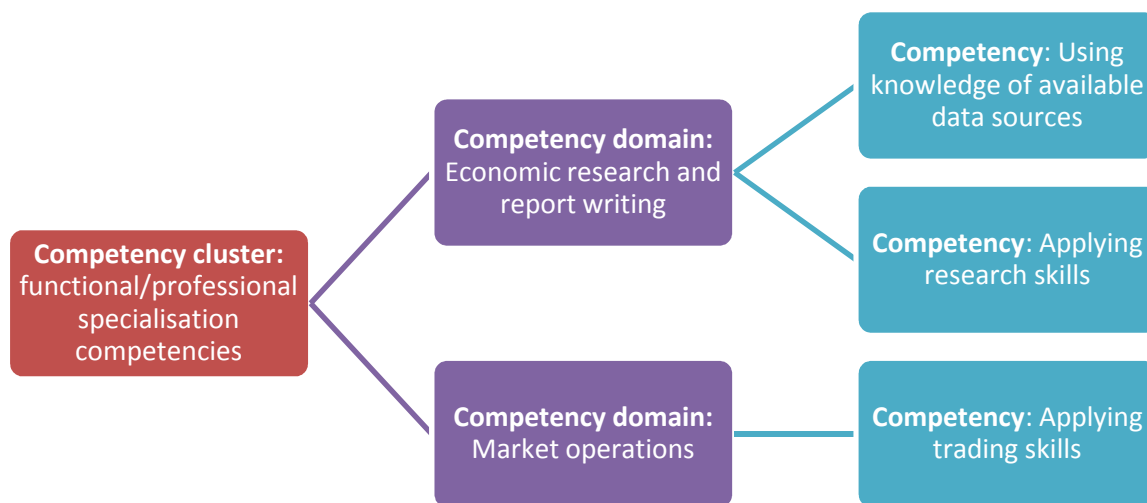 Competency cluster:
functional/professional
specialisation
competencies
Competency domain:
Economic research and
report writing
Competency domain:
Market operations
Competency: Using
knowledge of available
data sources
Competency: Applying
research skills
Competency: Applying
trading skills